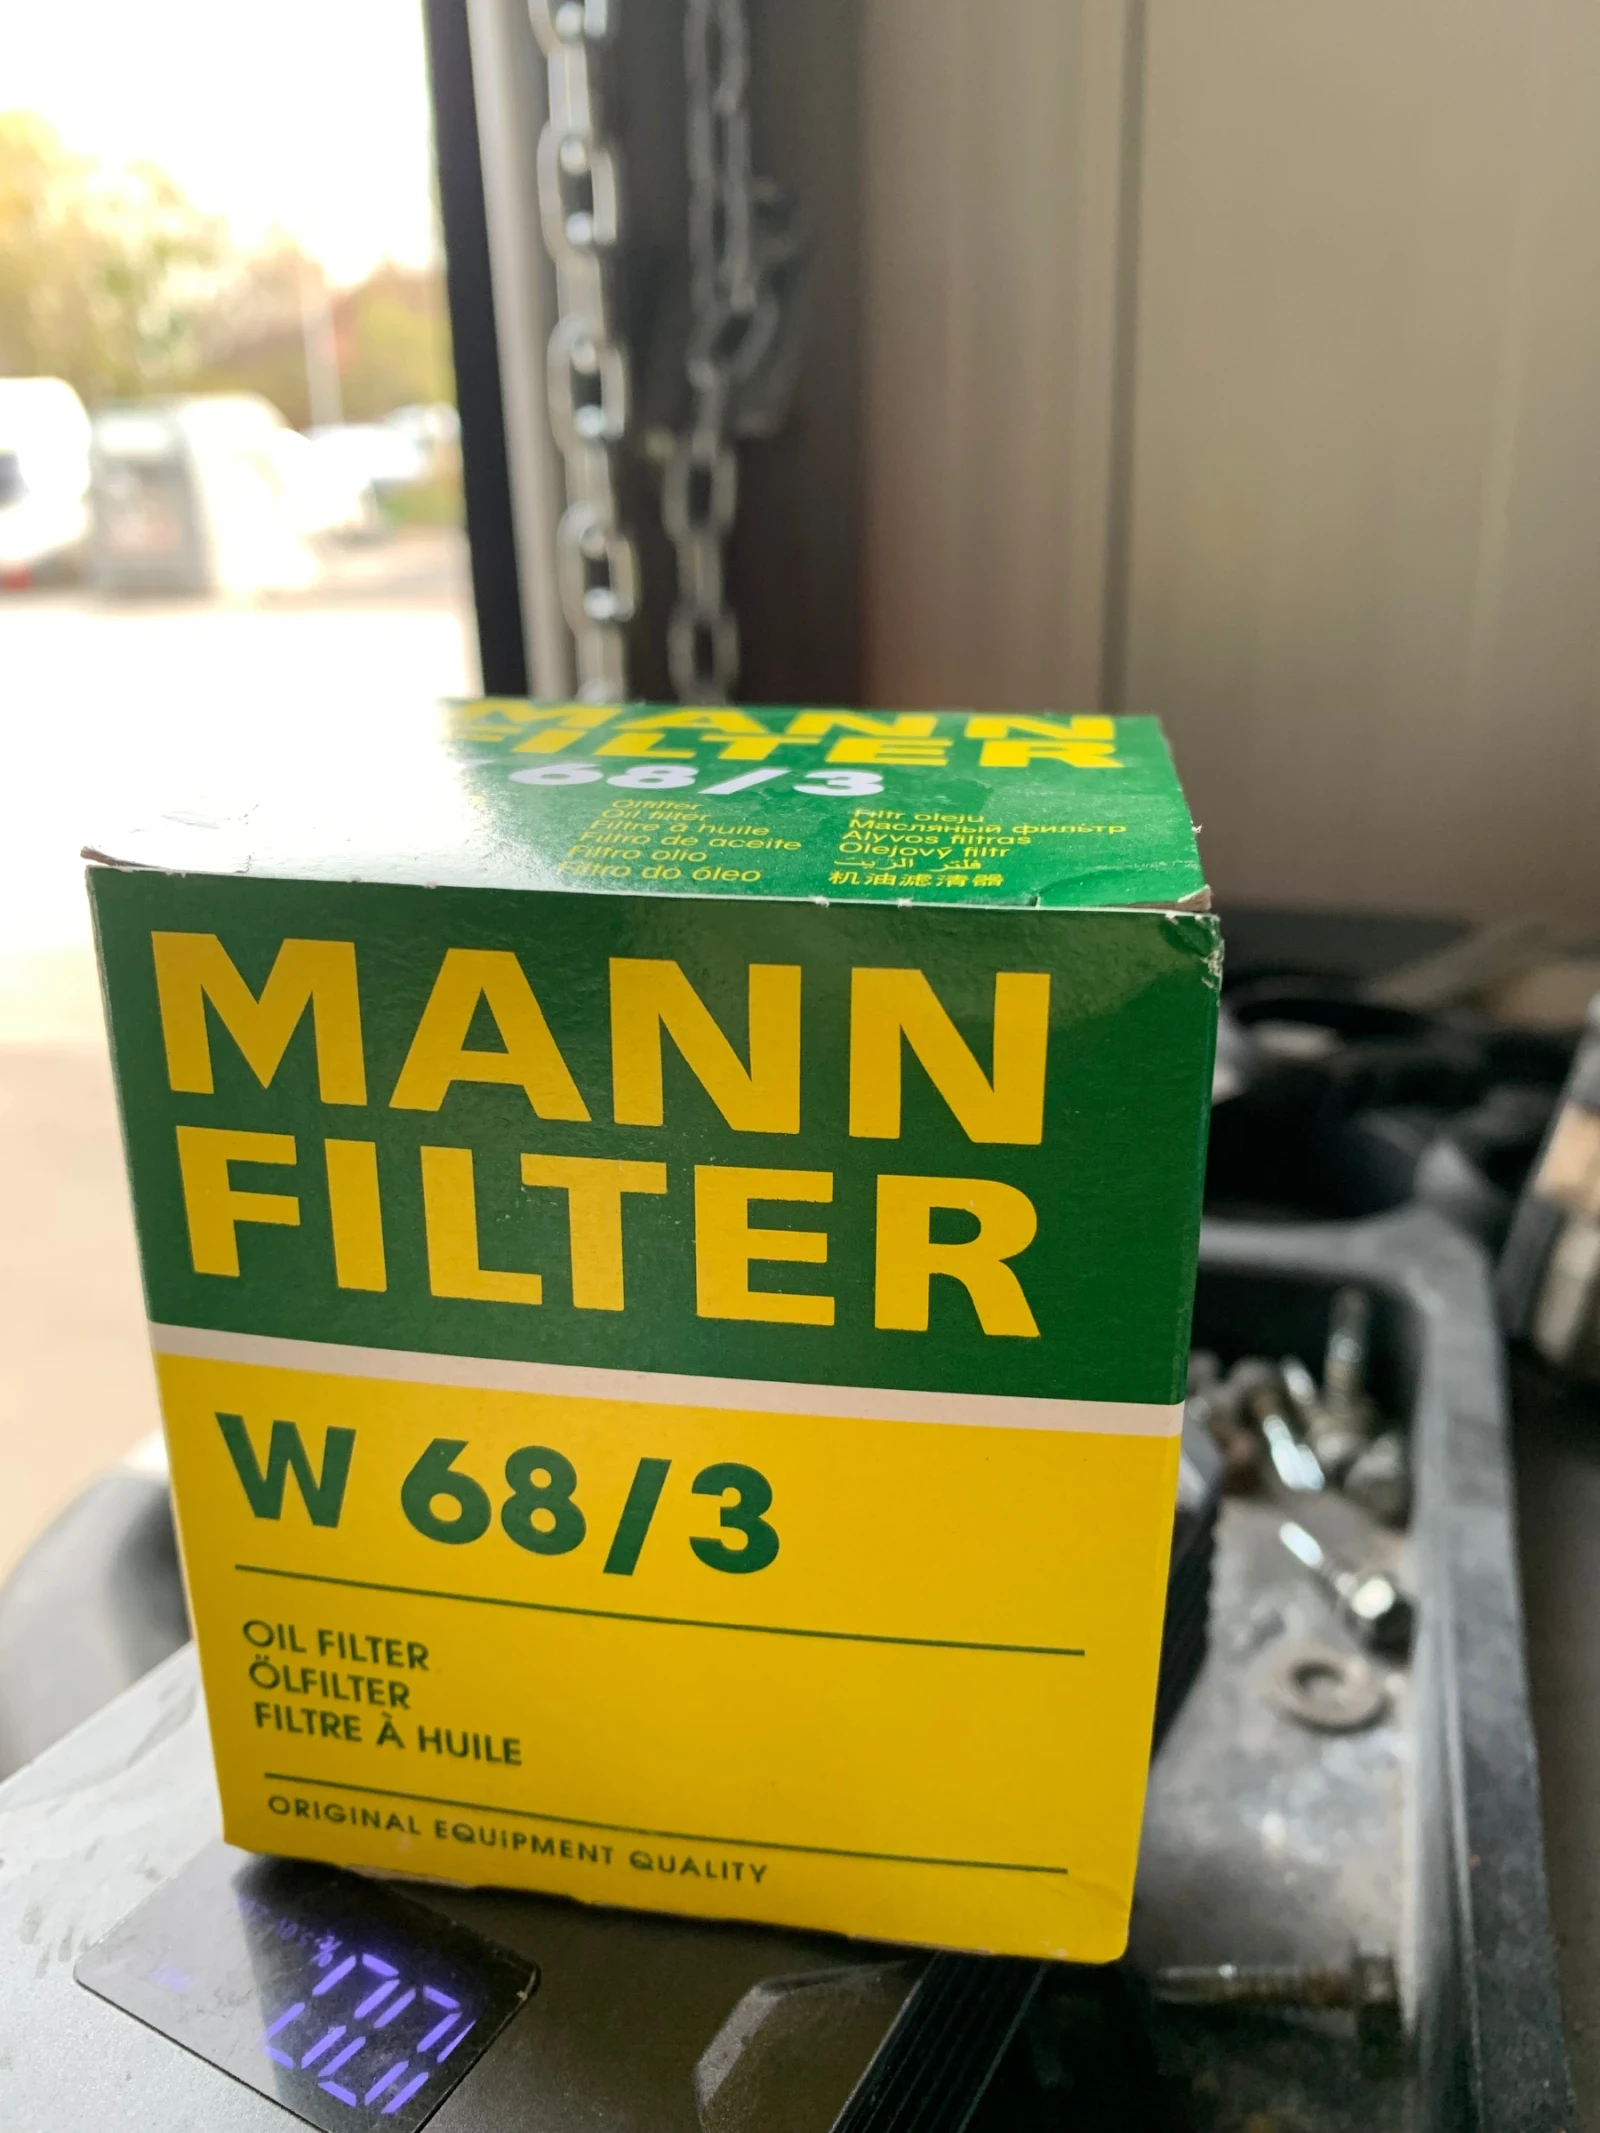 MANN
FILTER
68/3
Ölfilter
Oil filter
Filtre à huile
Filtro de aceite
Filtro olio
Filtro do óleo
Filtr oleju
Масляный фильтр
Alyvos filtras
Olejový filtr
فلتر الزيت
机油滤清器
MANN
FILTER
W 68/3
OIL FILTER
ÖLFILTER
FILTRE À HUILE
ORIGINAL EQUIPMENT QUALITY